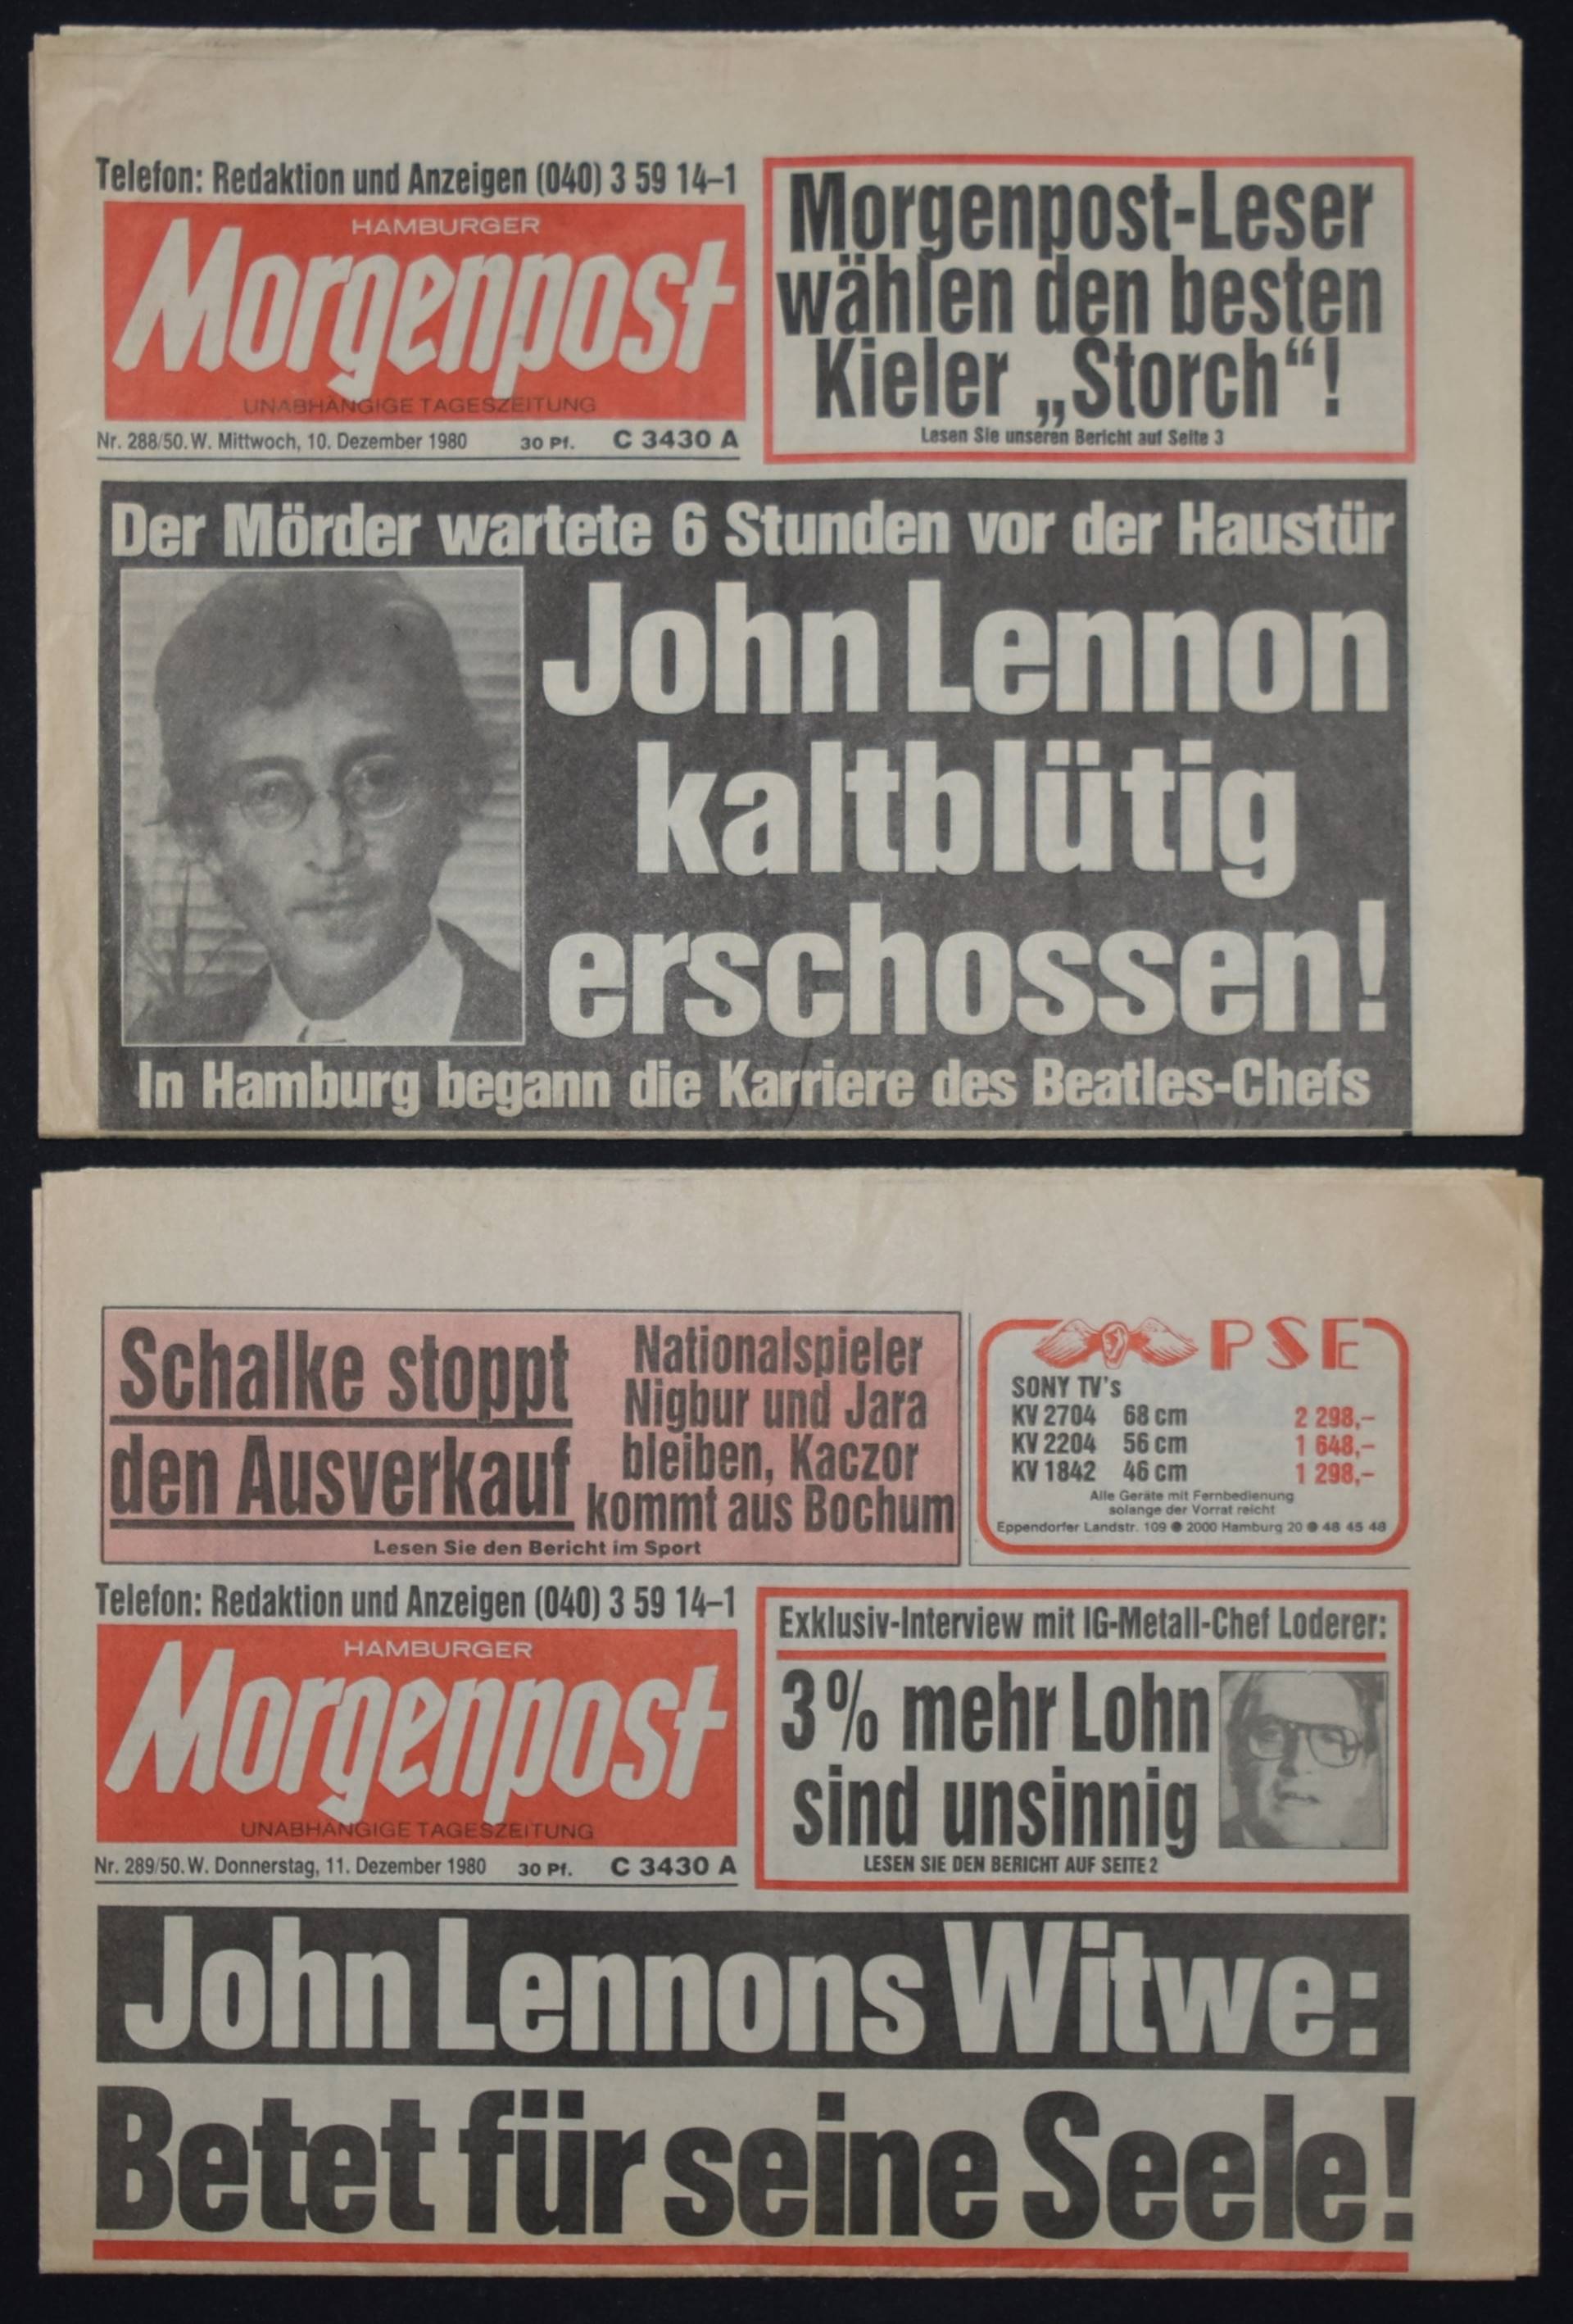 Telefon: Redaktion und Anzeigen (040) 3 59 14–1
HAMBURGER
Morgenpost
UNABHÄNGIGE TAGESZEITUNG
Nr. 288/50. W. Mittwoch, 10. Dezember 1980 30 Pf. C 3430 A
Morgenpost-Leser
wählen den besten
Kieler „Storch“!
Lesen Sie unseren Bericht auf Seite 3
Der Mörder wartete 6 Stunden vor der Haustür
John Lennon
kaltblütig
erschossen!
In Hamburg begann die Karriere des Beatles-Chefs
Schalke stoppt
den Ausverkauf
Nationalspieler
Nigbur und Jara
bleiben, Kaczor
kommt aus Bochum
Lesen Sie den Bericht im Sport
PSE
SONY TV's
KV 2704 68 cm 2 298,–
KV 2204 56 cm 1 648,–
KV 1842 46 cm 1 298,–
Alle Geräte mit Fernbedienung
solange der Vorrat reicht
Eppendorfer Landstr. 109 ● 2000 Hamburg 20 ● 48 45 48
Telefon: Redaktion und Anzeigen (040) 3 59 14–1
HAMBURGER
Morgenpost
UNABHÄNGIGE TAGESZEITUNG
Nr. 289/50. W. Donnerstag, 11. Dezember 1980 30 Pf. C 3430 A
Exklusiv-Interview mit IG-Metall-Chef Loderer:
3% mehr Lohn
sind unsinnig
LESEN SIE DEN BERICHT AUF SEITE 2
John Lennons Witwe:
Betet für seine Seele!